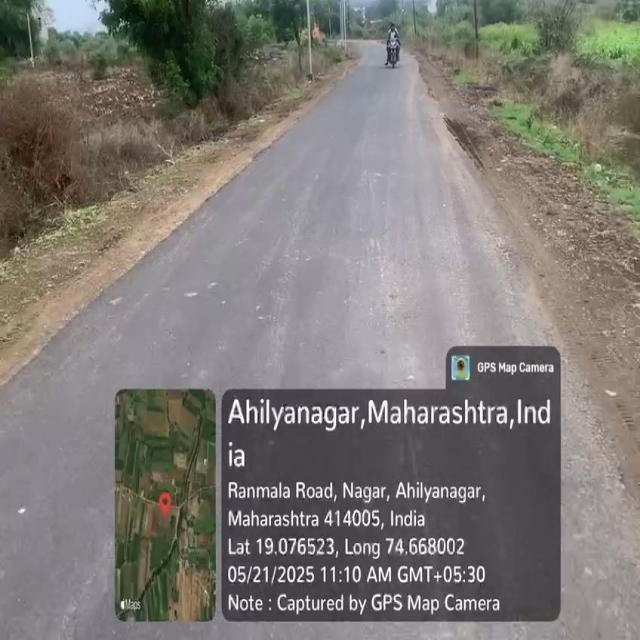 GPS Map Camera
Ahilyanagar,Maharashtra,Ind
ia
Ranmala Road, Nagar, Ahilyanagar,
Maharashtra 414005, India
Lat 19.076523, Long 74.668002
05/21/2025 11:10 AM GMT+05:30
Note : Captured by GPS Map Camera
Maps